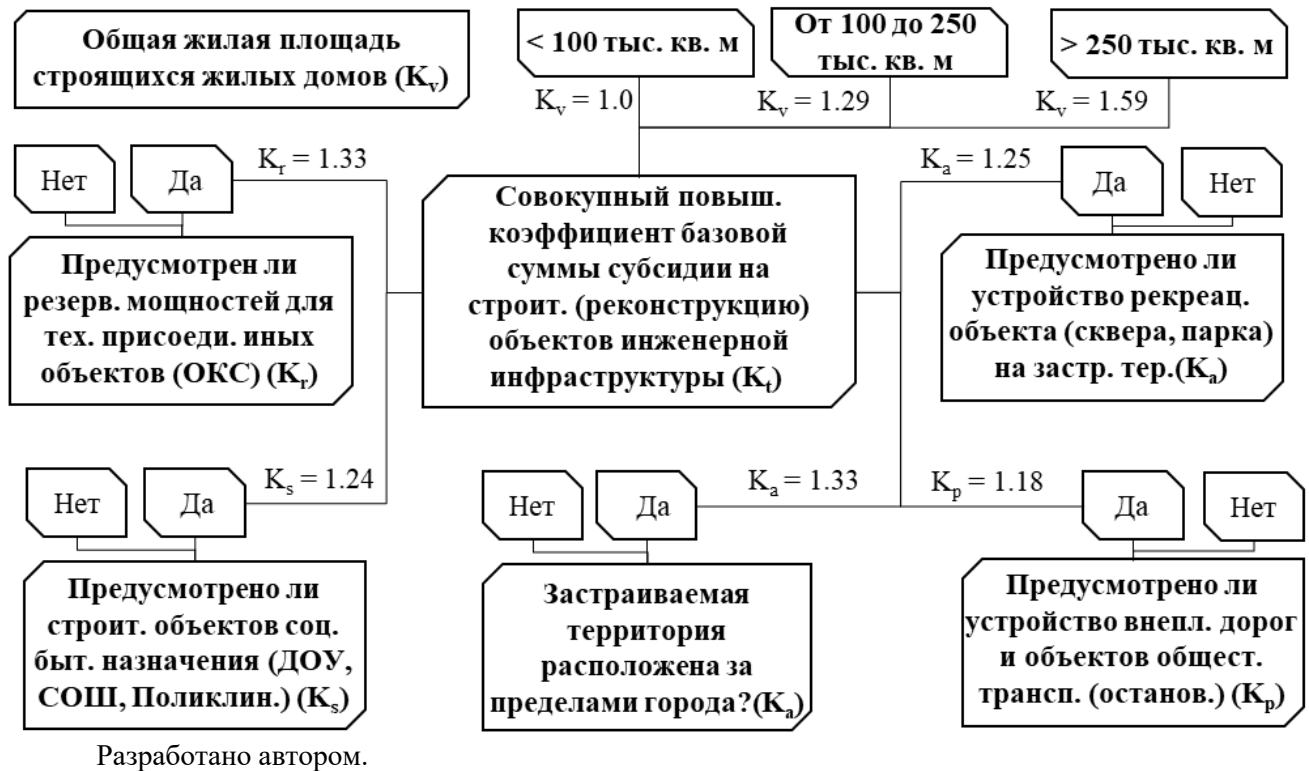 Общая жилая площадь
строящихся жилых домов (Kv)
< 100 тыс. кв. м
От 100 до 250
тыс. кв. м
> 250 тыс. кв. м
Kv = 1.0
Kv = 1.29
Kv = 1.59
Нет
Да
Kr = 1.33
Предусмотрен ли
резерв. мощностей для
тех. присоеди. иных
объектов (ОКС) (Kr)
Совокупный повыш.
коэффициент базовой
суммы субсидии на
строит. (реконструкцию)
объектов инженерной
инфраструктуры (Kt)
Ka = 1.25
Да
Нет
Предусмотрено ли
устройство рекреац.
объекта (сквера, парка)
на застр. тер.(Ka)
Нет
Да
Ks = 1.24
Предусмотрено ли
строит. объектов соц.
быт. назначения (ДОУ,
СОШ, Поликлин.) (Ks)
Нет
Да
Ka = 1.33
Застраиваемая
территория
расположена за
пределами города?(Ka)
Kp = 1.18
Да
Нет
Предусмотрено ли
устройство внепл. дорог
и объектов общест.
трансп. (останов.) (Kp)
Разработано автором.